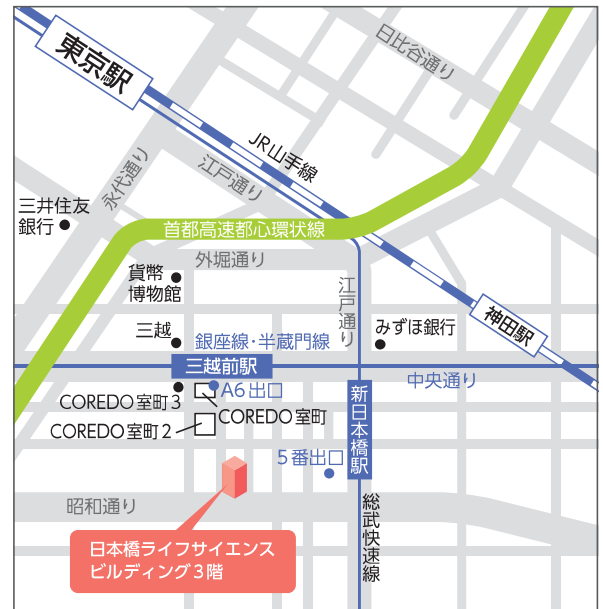 東京駅
日比谷通り
JR山手線
永代通り
江戸通り
三井住友
銀行
首都高速都心環状線
外堀通り
貨幣
博物館
江戸通り
三越
銀座線・半蔵門線
みずほ銀行
神田駅
三越前駅
中央通り
A6出口
COREDO室町3
COREDO室町
COREDO室町2
新日本橋駅
5番出口
昭和通り
総武快速線
日本橋ライフサイエンス
ビルディング3階